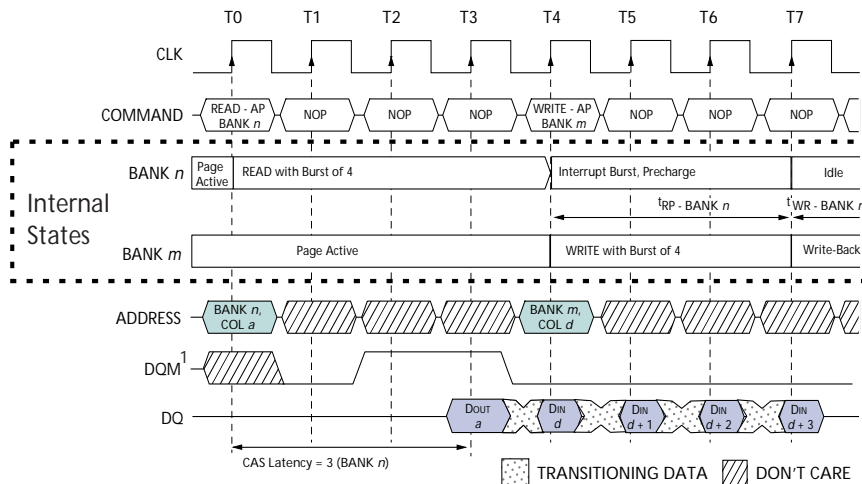 T0 T1 T2 T3 T4 T5 T6 T7
CLK
COMMAND READ - AP BANK n NOP NOP NOP WRITE - AP BANK m NOP NOP NOP
Internal States
BANK n Page Active READ with Burst of 4 Interrupt Burst, Precharge Idle
tRP - BANK n tWR - BANK
BANK m Page Active WRITE with Burst of 4 Write-Back
ADDRESS BANK n, COL a BANK m, COL d
DQM1
DQ DOUT a DIN d DIN d + 1 DIN d + 2 DIN d + 3
CAS Latency = 3 (BANK n)
TRANSITIONING DATA DON'T CARE